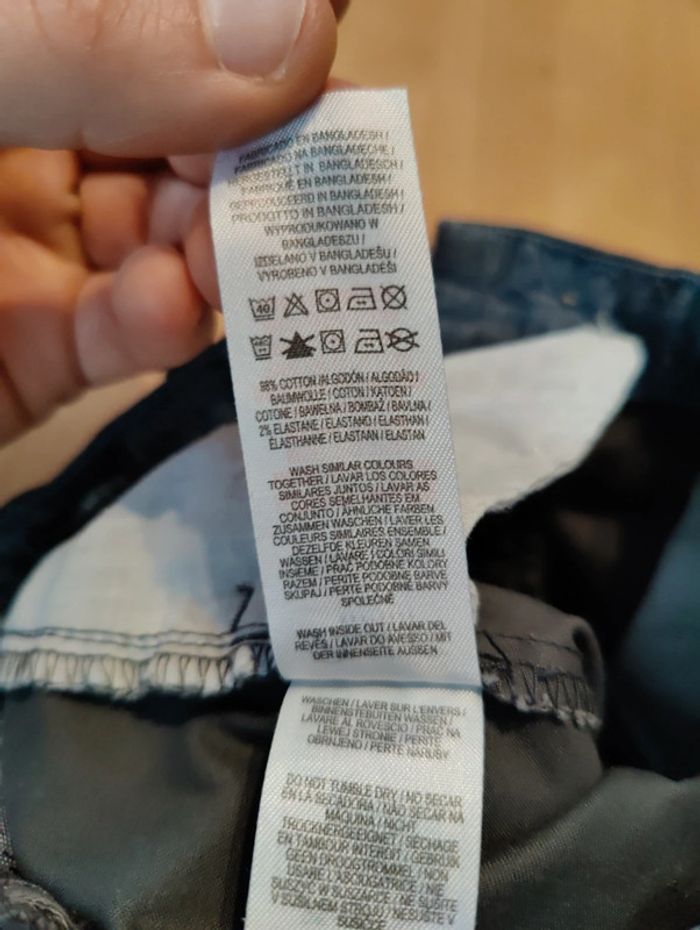 FABRICADO EN BANGLADESH /
FABRICADO NA BANGLADECHE /
HERGESTELLT IN BANGLADESCH /
FABRIQUÉ EN BANGLADESH /
GEPRODUCEERD IN BANGLADESH /
PRODOTTO IN BANGLADESH /
WYPRODUKOWANO W
BANGLADESZU /
IZDELANO V BANGLADEŠU /
VYROBENO V BANGLADÉŠI
40
98% COTTON / ALGODÓN / ALGODÃO /
BAUMWOLLE / COTON / KATOEN /
COTONE / BAWEŁNA / BOMBAŽ / BAVLNA /
2% ELASTANE / ELASTANO / ELASTHAN /
ÉLASTHANNE / ELASTAAN / ELASTAN
WASH SIMILAR COLOURS
TOGETHER / LAVAR LOS COLORES
SIMILARES JUNTOS / LAVAR AS
CORES SEMELHANTES EM
CONJUNTO / ÄHNLICHE FARBEN
ZUSAMMEN WASCHEN / LAVER LES
COULEURS SIMILAIRES ENSEMBLE /
DEZELFDE KLEUREN SAMEN
WASSEN / LAVARE I COLORI SIMILI
INSIEME / PRAĆ PODOBNE KOLORY
RAZEM / PERITE PODOBNE BARVE
SKUPAJ / PERTE PODOBNÉ BARVY
SPOLEČNĚ
WASH INSIDE OUT / LAVAR DEL
REVÉS / LAVAR DO AVESSO / MIT
DER INNENSEITE AUßEN
WASCHEN / LAVER SUR L'ENVERS /
BINNENSTEBUITEN WASSEN /
LAVARE AL ROVESCIO / PRAĆ NA
LEWEJ STRONIE / PERITE
OBRNJENO / PERTE NARUBY
DO NOT TUMBLE DRY / NO SECAR
EN LA SECADORA / NÃO SECAR NA
MÁQUINA / NICHT
TROCKNERGEEIGNET / SÉCHAGE
EN TAMBOUR INTERDIT / GEBRUIK
GEEN DROOGTROMMEL / NON
USARE L'ASCIUGATRICE / NIE
SUSZYĆ W SUSZARCE / NE SUŠITE
V SUŠILNEM STROJU / NESUŠTE V
SUŠIČCE